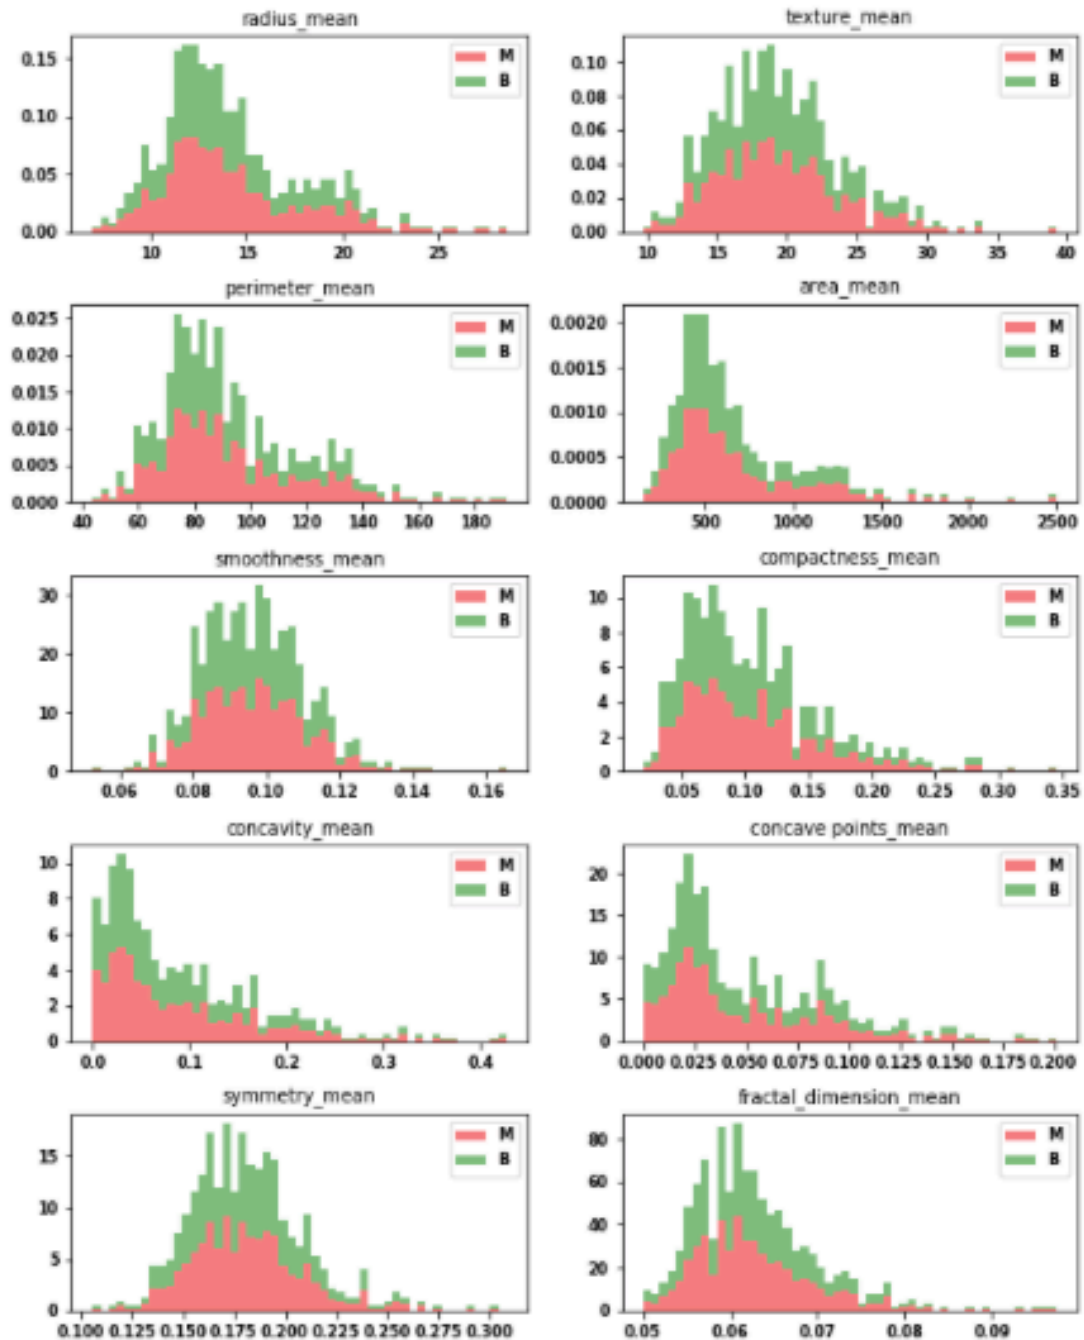 radius_mean
texture_mean
0.15
0.10
0.05
0.00
M
B
10 15 20 25
0.10
0.08
0.06
0.04
0.02
0.00
M
B
10 15 20 25 30 35 40
perimeter_mean
area_mean
0.025
0.020
0.015
0.010
0.005
0.000
M
B
40 60 80 100 120 140 160 180
0.0020
0.0015
0.0010
0.0005
0.0000
M
B
500 1000 1500 2000 2500
smoothness_mean
compactness_mean
30
20
10
0
M
B
0.06 0.08 0.10 0.12 0.14 0.16
10
8
6
4
2
0
M
B
0.05 0.10 0.15 0.20 0.25 0.30 0.35
concavity_mean
concave points_mean
10
8
6
4
2
0
M
B
0.0 0.1 0.2 0.3 0.4
20
15
10
5
0
M
B
0.000 0.025 0.050 0.075 0.100 0.125 0.150 0.175 0.200
symmetry_mean
fractal_dimension_mean
15
10
5
0
M
B
0.100 0.125 0.150 0.175 0.200 0.225 0.250 0.275 0.300
80
60
40
20
0
M
B
0.05 0.06 0.07 0.08 0.09